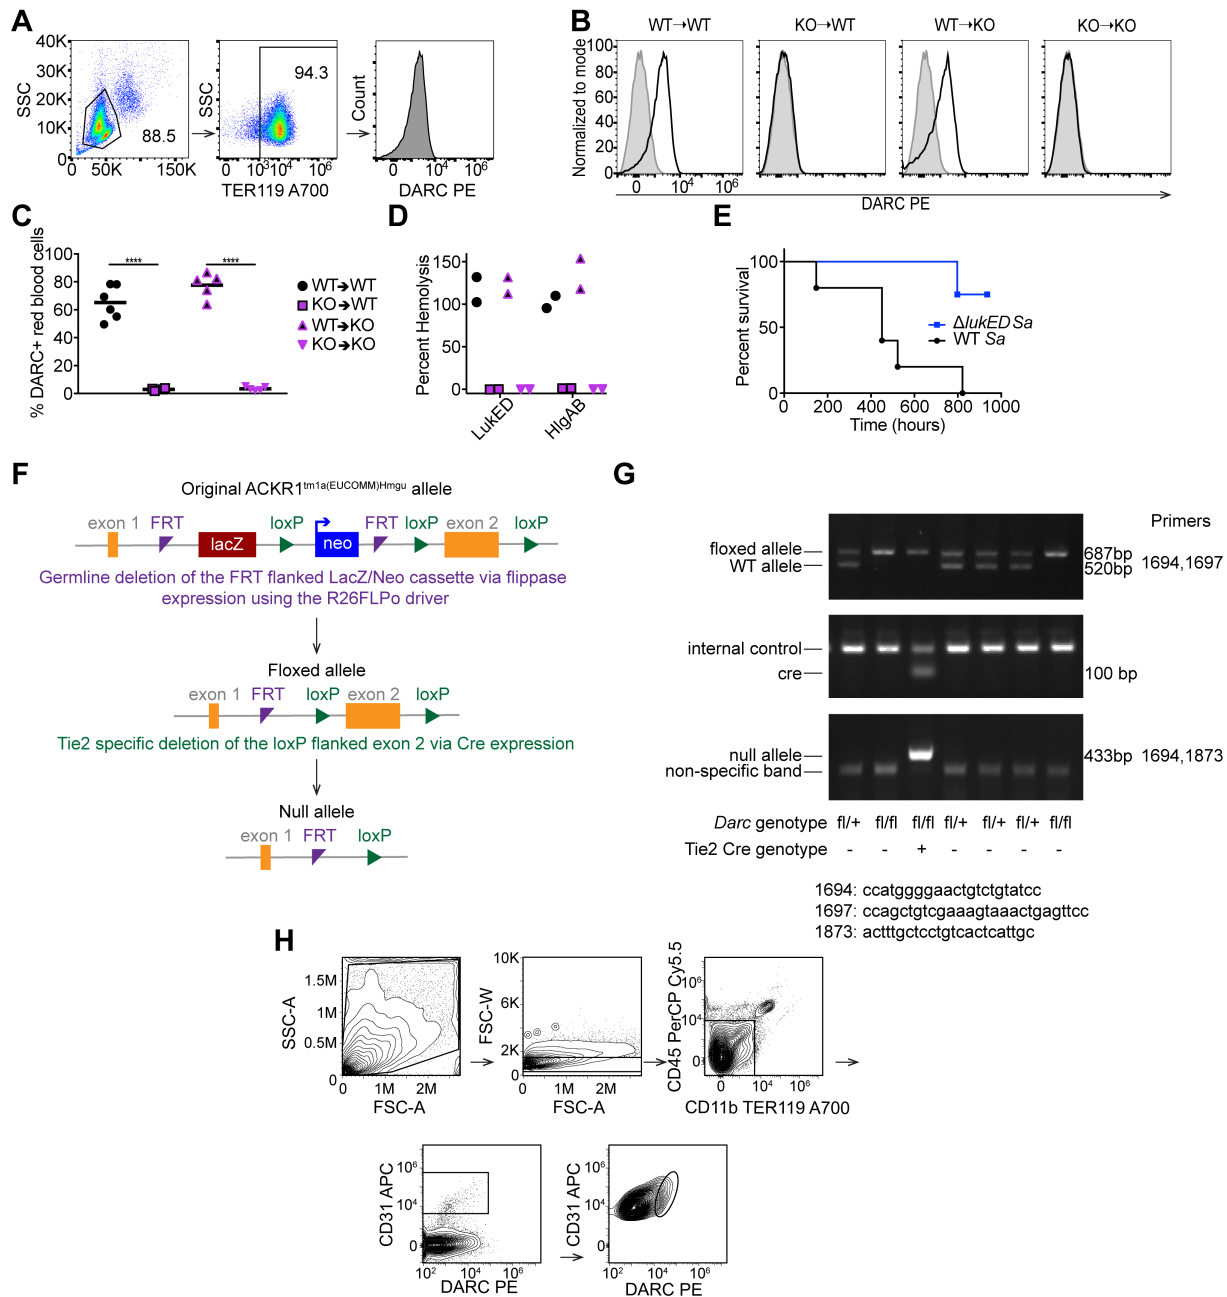 A
40K
30K
20K
10K
0
SSC
88.5
50K
150K
SSC
94.3
0
10³
10⁴
10⁶
TER119 A700
Count
0
10⁴
10⁶
DARC PE
B
WT→WT
KO→WT
WT→KO
KO→KO
Normalized to mode
100
80
60
40
20
0
0
10⁴
10⁶
DARC PE
C
% DARC+ red blood cells
100
80
60
40
20
0
****
****
WT→WT
KO→WT
WT→KO
KO→KO
D
Percent Hemolysis
150
100
50
0
LukED
HlgAB
E
Percent survival
100
50
0
ΔlukED Sa
WT Sa
0
200
400
600
800
1000
Time (hours)
F
Original ACKR1tm1a(EUCOMM)Hmgu allele
exon 1
FRT
lacZ
loxP
neo
FRT
loxP
exon 2
loxP
Germline deletion of the FRT flanked LacZ/Neo cassette via flippase
expression using the R26FLPo driver
Floxed allele
exon 1
FRT
loxP
exon 2
loxP
Tie2 specific deletion of the loxP flanked exon 2 via Cre expression
Null allele
exon 1
FRT
loxP
G
Primers
floxed allele
WT allele
687bp
520bp
1694,1697
internal control
cre
100 bp
null allele
non-specific band
433bp
1694,1873
Darc genotype fl/+ fl/fl fl/fl fl/+ fl/+ fl/+ fl/fl
Tie2 Cre genotype - - + - - - -
1694: ccatggggaactgtctgtatcc
1697: ccagctgtcgaaagtaaactgagttcc
1873: actttgctcctgtcactcattgc
H
SSC-A
1.5M
1M
0.5M
0
0
1M
2M
FSC-A
FSC-W
10K
6K
2K
0
0
1M
2M
FSC-A
CD45 PerCP Cy5.5
10⁶
10⁴
0
0
10⁴
10⁶
CD11b TER119 A700
CD31 APC
10⁶
10⁴
0
10²
10⁴
10⁶
DARC PE
CD31 APC
10⁶
10⁴
0
10²
10⁴
10⁶
DARC PE